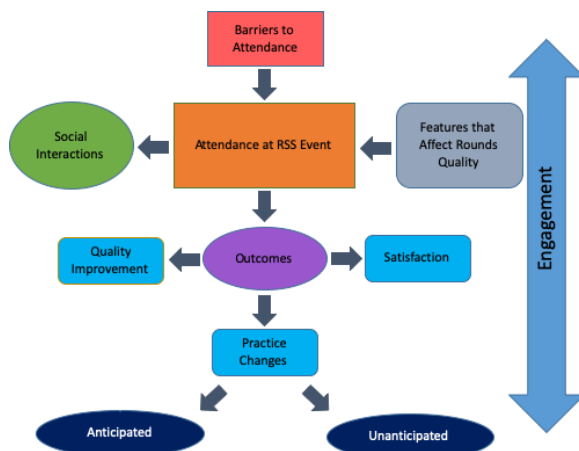 Barriers to
Attendance
Social
Interactions
Attendance at RSS Event
Features that
Affect Rounds
Quality
Engagement
Quality
Improvement
Outcomes
Satisfaction
Practice
Changes
Anticipated
Unanticipated